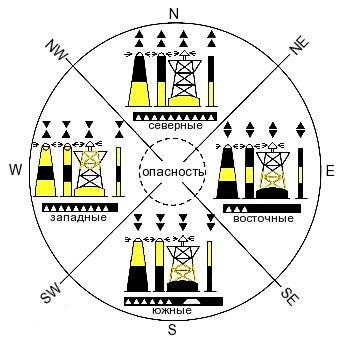 N
NW
NE
северные
W
опасность
E
западные
восточные
SW
южные
SE
S